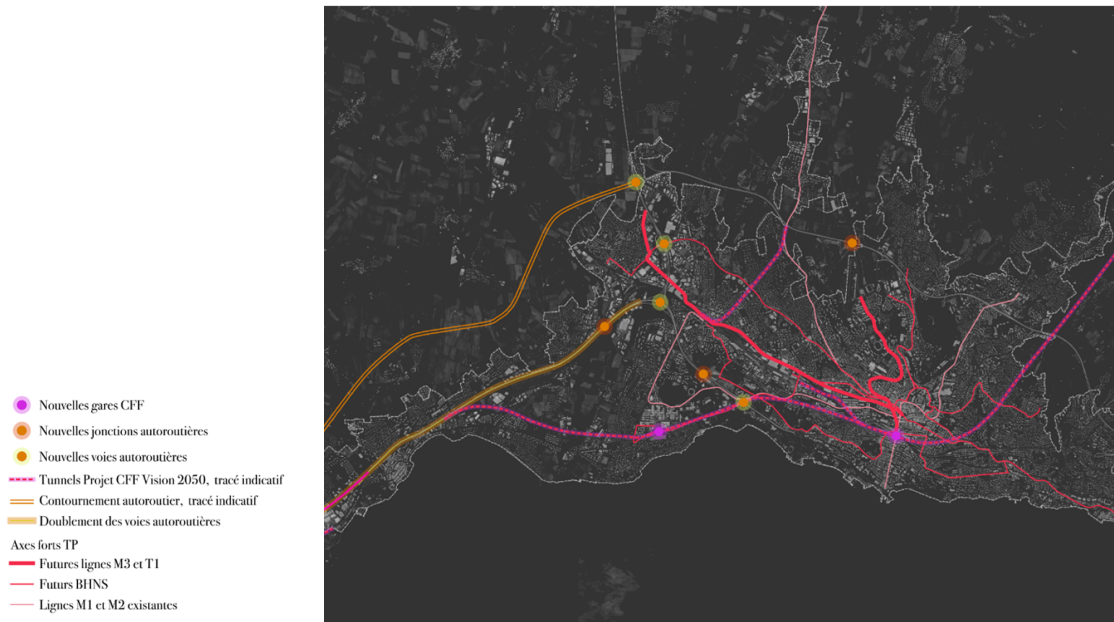 Nouvelles gares CFF
Nouvelles jonctions autoroutières
Nouvelles voies autoroutières
Tunnels Projet CFF Vision 2050, tracé indicatif
Contournement autoroutier, tracé indicatif
Doublement des voies autoroutières
Axes forts TP
Futures lignes M3 et T1
Futurs BHNS
Lignes M1 et M2 existantes